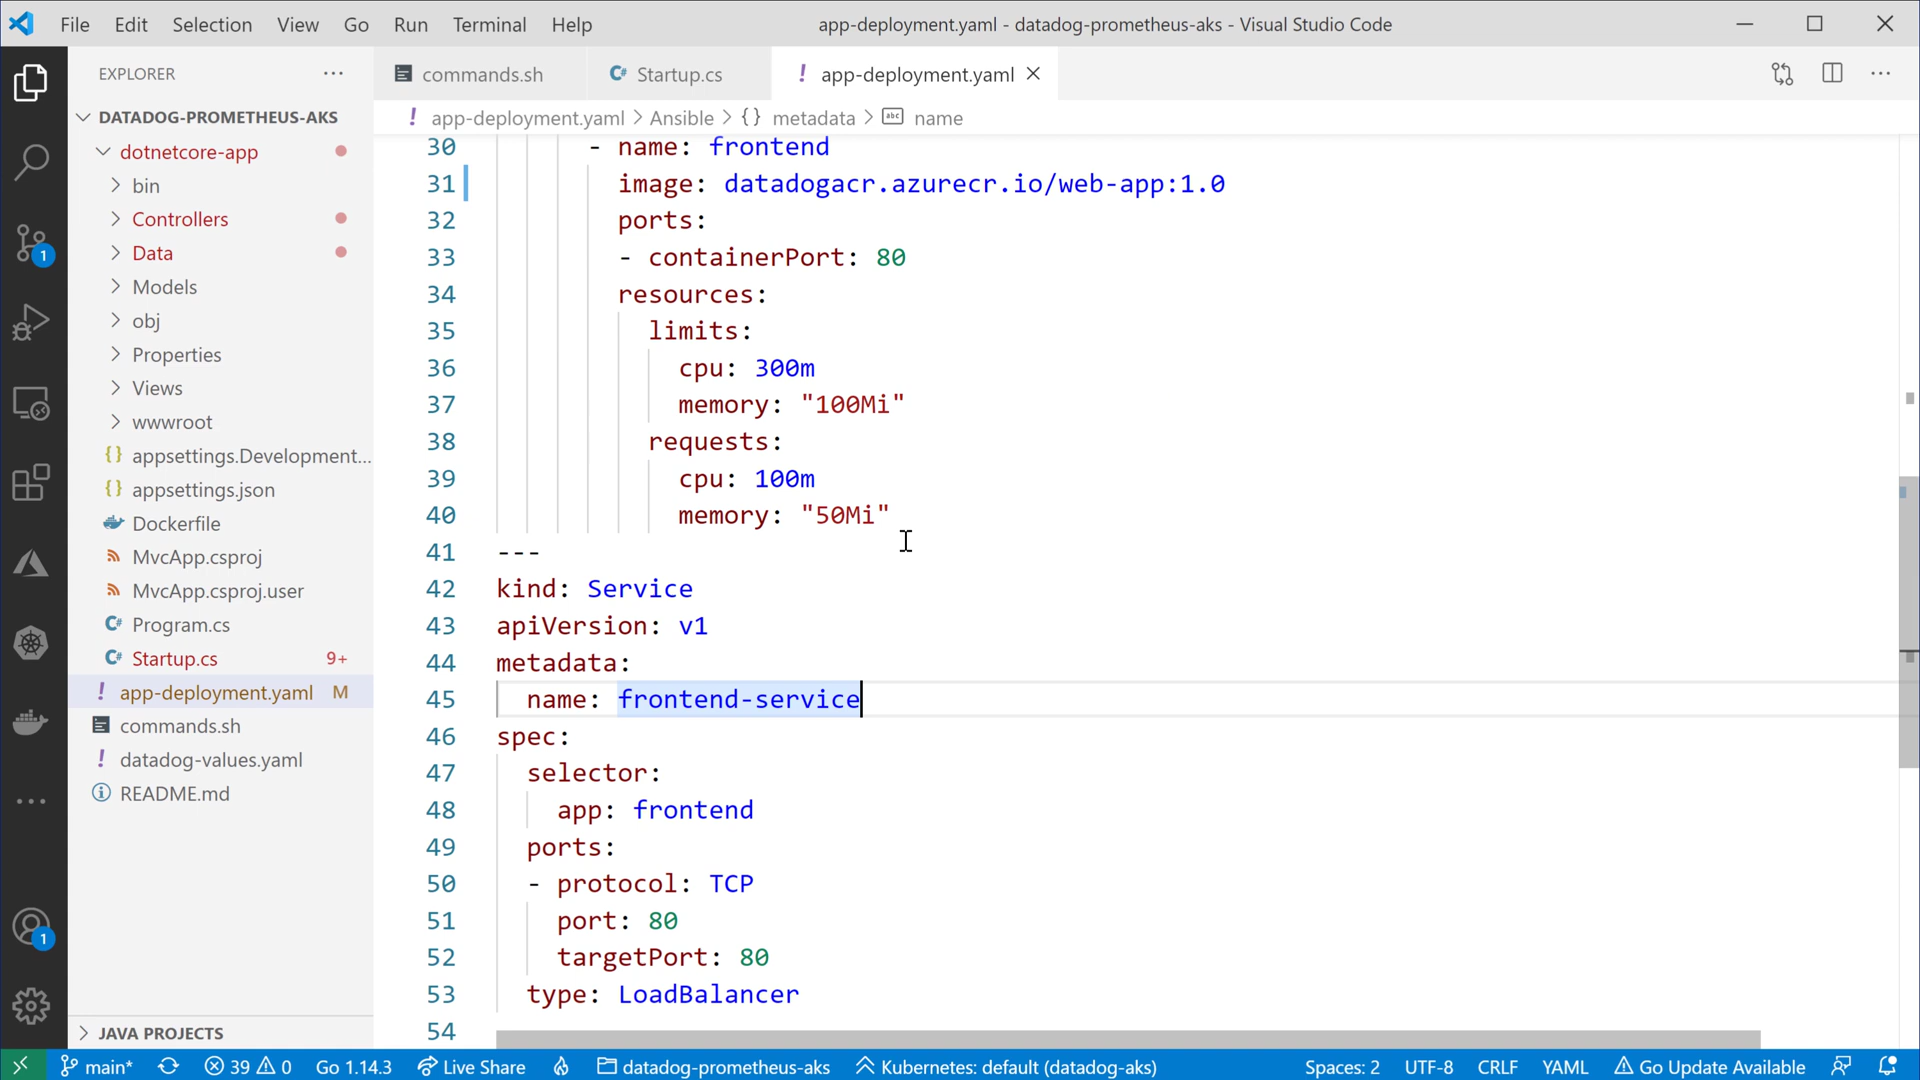 File Edit Selection View Go Run Terminal Help
app-deployment.yaml - datadog-prometheus-aks - Visual Studio Code
EXPLORER
commands.sh
Startup.cs
app-deployment.yaml
DATADOG-PROMETHEUS-AKS
dotnetcore-app
bin
Controllers
Data
Models
obj
Properties
Views
wwwroot
appsettings.Development...
appsettings.json
Dockerfile
MvcApp.csproj
MvcApp.csproj.user
Program.cs
Startup.cs 9+
app-deployment.yaml M
commands.sh
datadog-values.yaml
README.md
JAVA PROJECTS
1
1
app-deployment.yaml > Ansible > {} metadata > abc name
30 - name: frontend
31 image: datadogacr.azurecr.io/web-app:1.0
32 ports:
33 - containerPort: 80
34 resources:
35 limits:
36 cpu: 300m
37 memory: "100Mi"
38 requests:
39 cpu: 100m
40 memory: "50Mi"
41 ---
42 kind: Service
43 apiVersion: v1
44 metadata:
45 name: frontend-service
46 spec:
47 selector:
48 app: frontend
49 ports:
50 - protocol: TCP
51 port: 80
52 targetPort: 80
53 type: LoadBalancer
54
main* 39 0 Go 1.14.3 Live Share datadog-prometheus-aks Kubernetes: default (datadog-aks) Spaces: 2 UTF-8 CRLF YAML Go Update Available